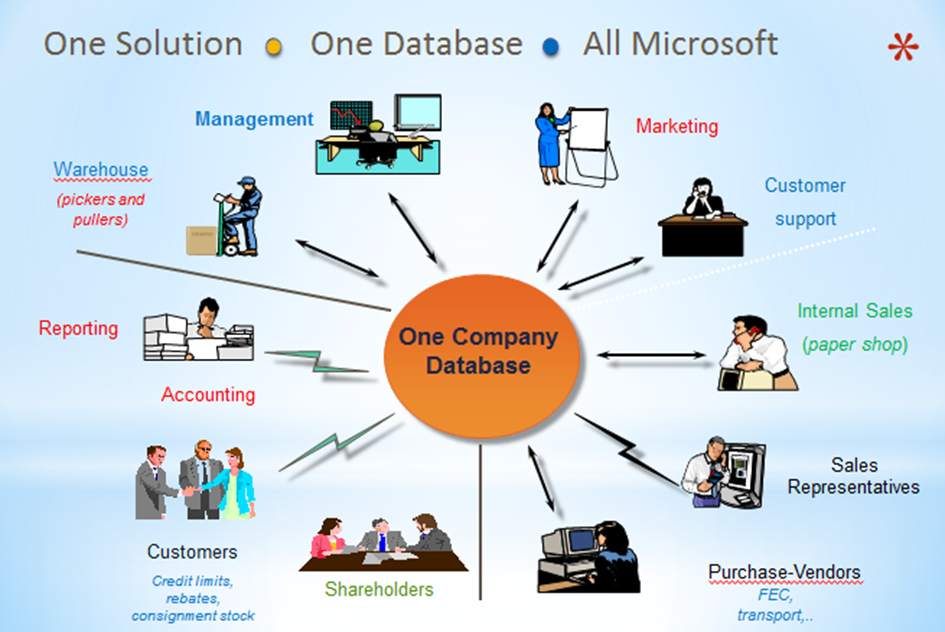 One Solution One Database All Microsoft
*
Management
Marketing
Warehouse
(pickers and
pullers)
Customer
support
One Company
Database
Reporting
Internal Sales
(paper shop)
Accounting
Sales
Representatives
Customers
Credit limits,
rebates,
consignment stock
Shareholders
Purchase-Vendors
FEC,
transport,..